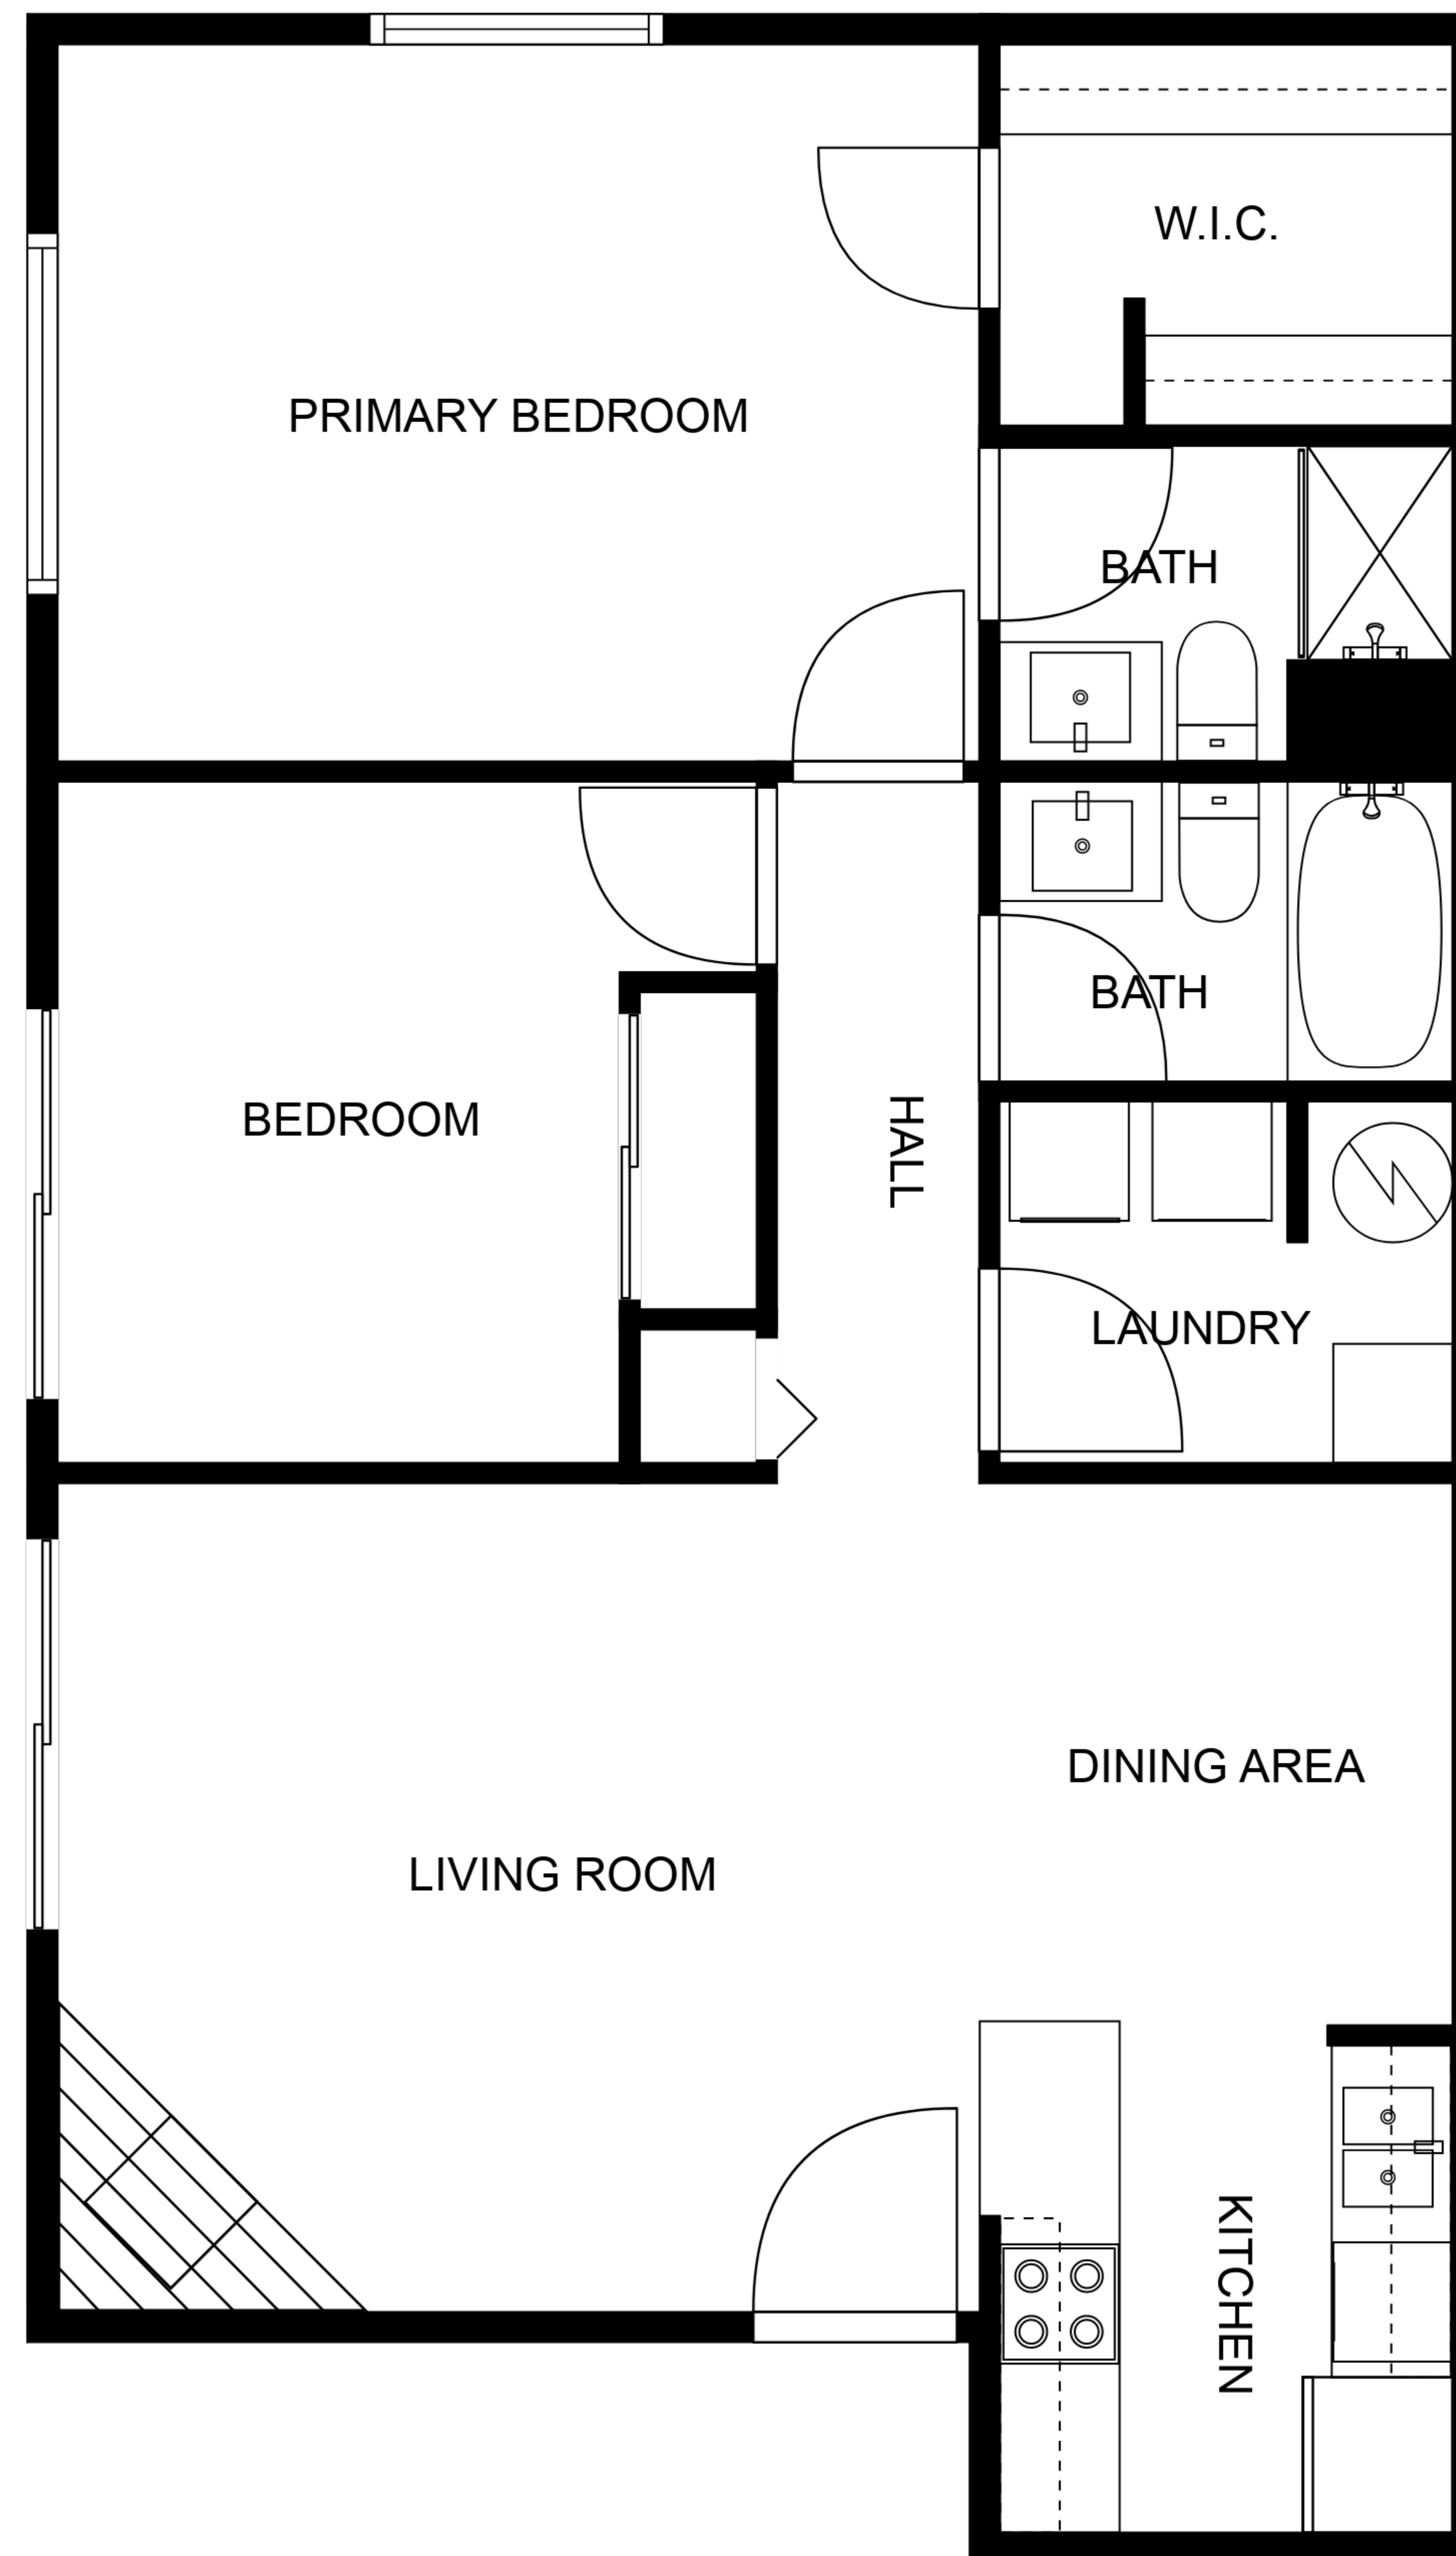 W.I.C.
PRIMARY BEDROOM
BATH
BATH
BEDROOM
HALL
LAUNDRY
DINING AREA
LIVING ROOM
KITCHEN